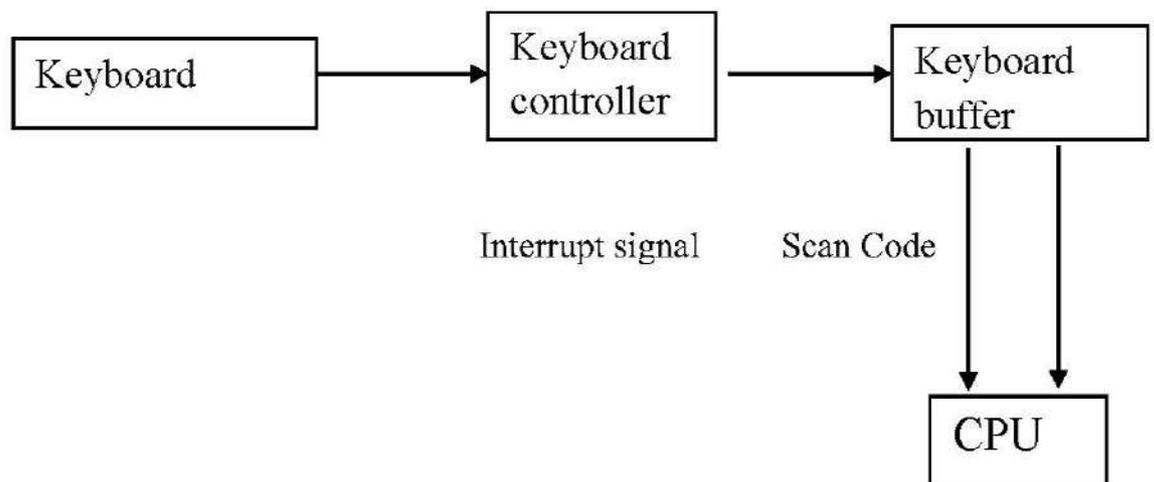 Keyboard
Keyboard
controller
Keyboard
buffer
Interrupt signal
Scan Code
CPU